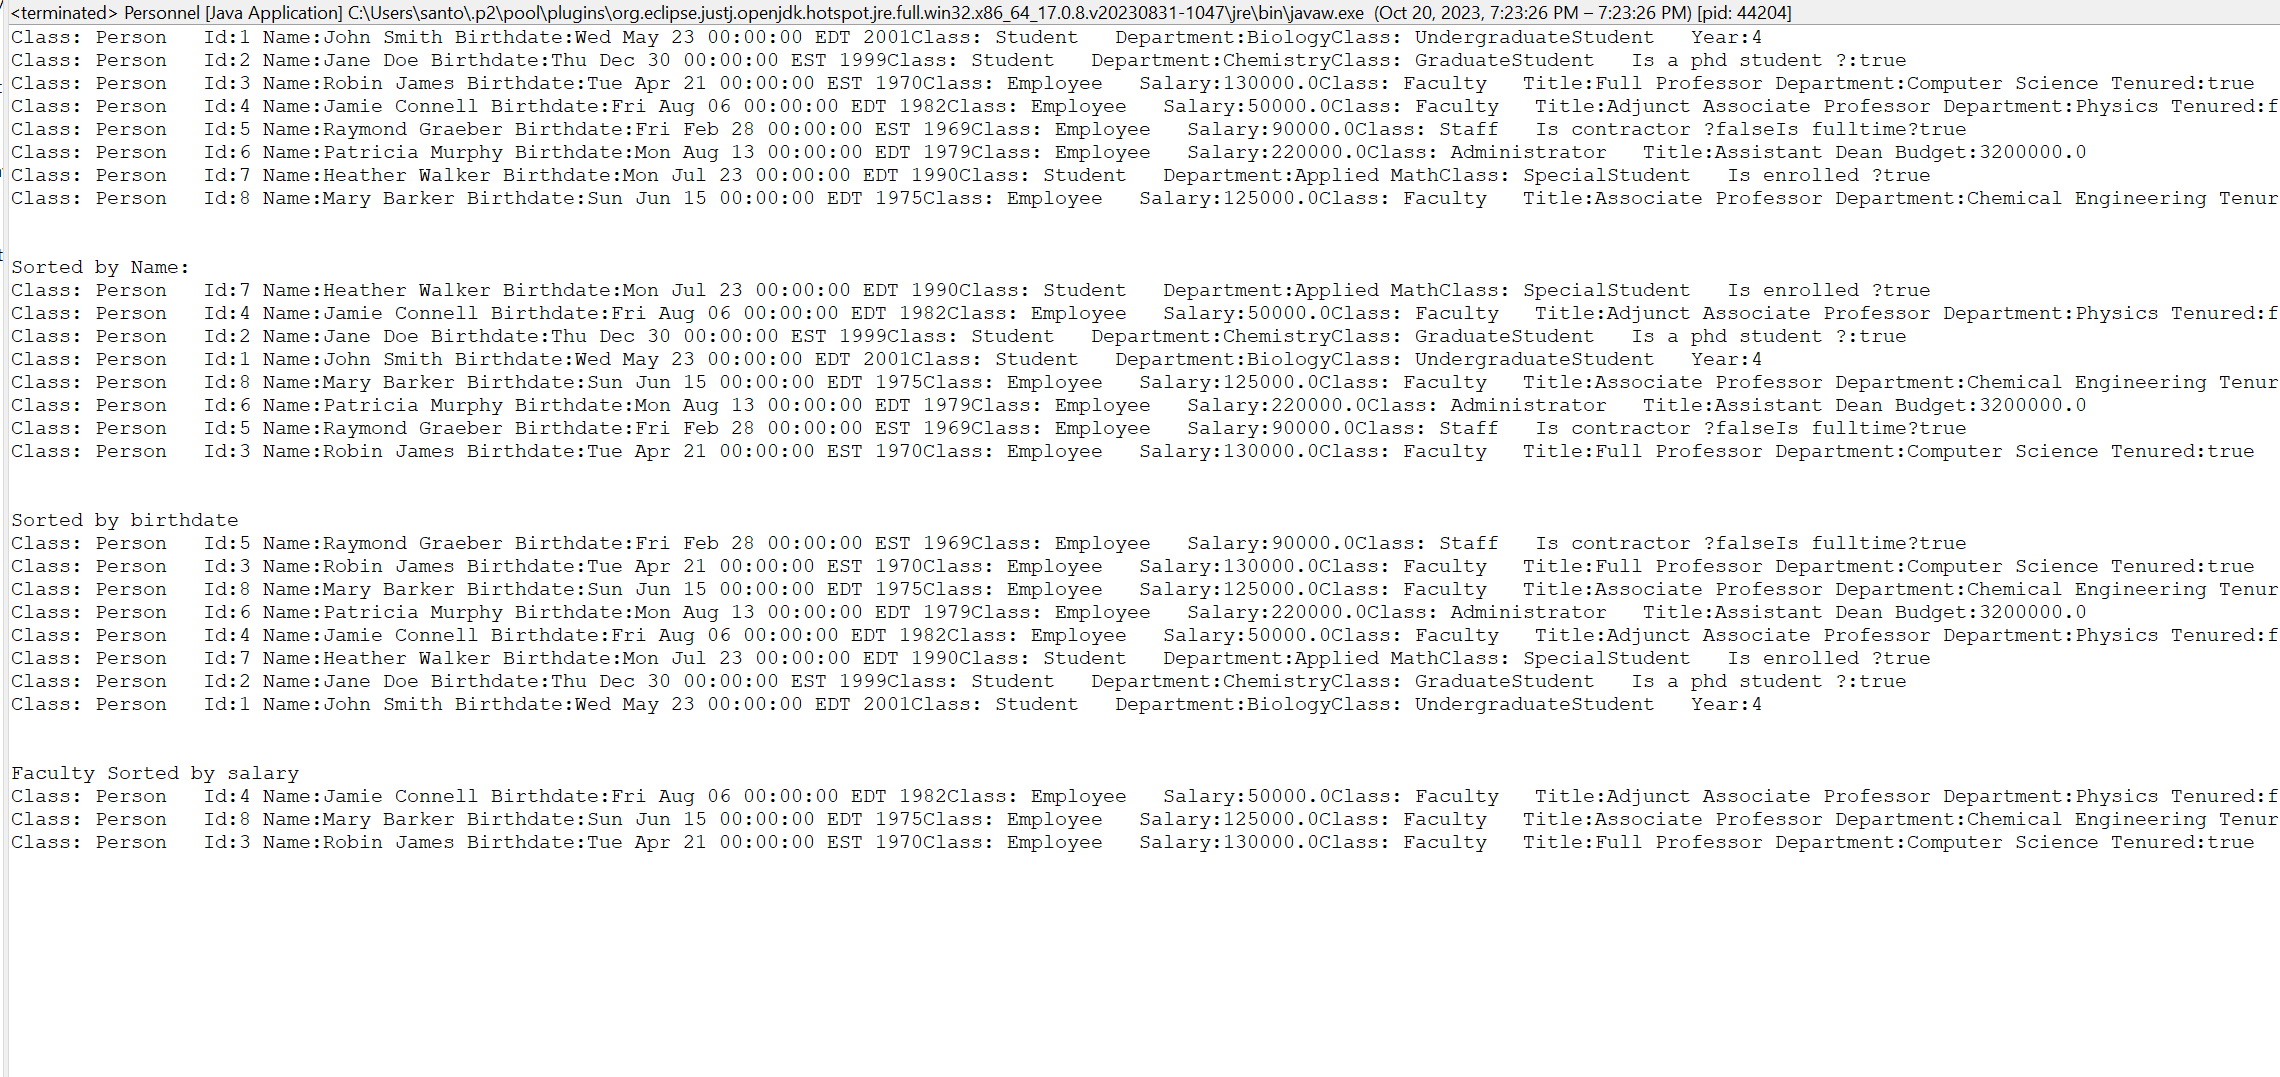 <terminated> Personnel [Java Application] C:\Users\santo\.p2\pool\plugins\org.eclipse.justj.openjdk.hotspot.jre.full.win32.x86_64_17.0.8.v20230831-1047\jre\bin\javaw.exe (Oct 20, 2023, 7:23:26 PM – 7:23:26 PM) [pid: 44204]
Class: Person   Id:1 Name:John Smith Birthdate:Wed May 23 00:00:00 EDT 2001Class: Student   Department:BiologyClass: UndergraduateStudent   Year:4
Class: Person   Id:2 Name:Jane Doe Birthdate:Thu Dec 30 00:00:00 EST 1999Class: Student   Department:ChemistryClass: GraduateStudent   Is a phd student ?:true
Class: Person   Id:3 Name:Robin James Birthdate:Tue Apr 21 00:00:00 EST 1970Class: Employee   Salary:130000.0Class: Faculty   Title:Full Professor Department:Computer Science Tenured:true
Class: Person   Id:4 Name:Jamie Connell Birthdate:Fri Aug 06 00:00:00 EDT 1982Class: Employee   Salary:50000.0Class: Faculty   Title:Adjunct Associate Professor Department:Physics Tenured:f
Class: Person   Id:5 Name:Raymond Graeber Birthdate:Fri Feb 28 00:00:00 EST 1969Class: Employee   Salary:90000.0Class: Staff   Is contractor ?falseIs fulltime?true
Class: Person   Id:6 Name:Patricia Murphy Birthdate:Mon Aug 13 00:00:00 EDT 1979Class: Employee   Salary:220000.0Class: Administrator   Title:Assistant Dean Budget:3200000.0
Class: Person   Id:7 Name:Heather Walker Birthdate:Mon Jul 23 00:00:00 EDT 1990Class: Student   Department:Applied MathClass: SpecialStudent   Is enrolled ?true
Class: Person   Id:8 Name:Mary Barker Birthdate:Sun Jun 15 00:00:00 EDT 1975Class: Employee   Salary:125000.0Class: Faculty   Title:Associate Professor Department:Chemical Engineering Tenur
Sorted by Name:
Class: Person   Id:7 Name:Heather Walker Birthdate:Mon Jul 23 00:00:00 EDT 1990Class: Student   Department:Applied MathClass: SpecialStudent   Is enrolled ?true
Class: Person   Id:4 Name:Jamie Connell Birthdate:Fri Aug 06 00:00:00 EDT 1982Class: Employee   Salary:50000.0Class: Faculty   Title:Adjunct Associate Professor Department:Physics Tenured:f
Class: Person   Id:2 Name:Jane Doe Birthdate:Thu Dec 30 00:00:00 EST 1999Class: Student   Department:ChemistryClass: GraduateStudent   Is a phd student ?:true
Class: Person   Id:1 Name:John Smith Birthdate:Wed May 23 00:00:00 EDT 2001Class: Student   Department:BiologyClass: UndergraduateStudent   Year:4
Class: Person   Id:8 Name:Mary Barker Birthdate:Sun Jun 15 00:00:00 EDT 1975Class: Employee   Salary:125000.0Class: Faculty   Title:Associate Professor Department:Chemical Engineering Tenur
Class: Person   Id:6 Name:Patricia Murphy Birthdate:Mon Aug 13 00:00:00 EDT 1979Class: Employee   Salary:220000.0Class: Administrator   Title:Assistant Dean Budget:3200000.0
Class: Person   Id:5 Name:Raymond Graeber Birthdate:Fri Feb 28 00:00:00 EST 1969Class: Employee   Salary:90000.0Class: Staff   Is contractor ?falseIs fulltime?true
Class: Person   Id:3 Name:Robin James Birthdate:Tue Apr 21 00:00:00 EST 1970Class: Employee   Salary:130000.0Class: Faculty   Title:Full Professor Department:Computer Science Tenured:true
Sorted by birthdate
Class: Person   Id:5 Name:Raymond Graeber Birthdate:Fri Feb 28 00:00:00 EST 1969Class: Employee   Salary:90000.0Class: Staff   Is contractor ?falseIs fulltime?true
Class: Person   Id:3 Name:Robin James Birthdate:Tue Apr 21 00:00:00 EST 1970Class: Employee   Salary:130000.0Class: Faculty   Title:Full Professor Department:Computer Science Tenured:true
Class: Person   Id:8 Name:Mary Barker Birthdate:Sun Jun 15 00:00:00 EDT 1975Class: Employee   Salary:125000.0Class: Faculty   Title:Associate Professor Department:Chemical Engineering Tenur
Class: Person   Id:6 Name:Patricia Murphy Birthdate:Mon Aug 13 00:00:00 EDT 1979Class: Employee   Salary:220000.0Class: Administrator   Title:Assistant Dean Budget:3200000.0
Class: Person   Id:4 Name:Jamie Connell Birthdate:Fri Aug 06 00:00:00 EDT 1982Class: Employee   Salary:50000.0Class: Faculty   Title:Adjunct Associate Professor Department:Physics Tenured:f
Class: Person   Id:7 Name:Heather Walker Birthdate:Mon Jul 23 00:00:00 EDT 1990Class: Student   Department:Applied MathClass: SpecialStudent   Is enrolled ?true
Class: Person   Id:2 Name:Jane Doe Birthdate:Thu Dec 30 00:00:00 EST 1999Class: Student   Department:ChemistryClass: GraduateStudent   Is a phd student ?:true
Class: Person   Id:1 Name:John Smith Birthdate:Wed May 23 00:00:00 EDT 2001Class: Student   Department:BiologyClass: UndergraduateStudent   Year:4
Faculty Sorted by salary
Class: Person   Id:4 Name:Jamie Connell Birthdate:Fri Aug 06 00:00:00 EDT 1982Class: Employee   Salary:50000.0Class: Faculty   Title:Adjunct Associate Professor Department:Physics Tenured:f
Class: Person   Id:8 Name:Mary Barker Birthdate:Sun Jun 15 00:00:00 EDT 1975Class: Employee   Salary:125000.0Class: Faculty   Title:Associate Professor Department:Chemical Engineering Tenur
Class: Person   Id:3 Name:Robin James Birthdate:Tue Apr 21 00:00:00 EST 1970Class: Employee   Salary:130000.0Class: Faculty   Title:Full Professor Department:Computer Science Tenured:true